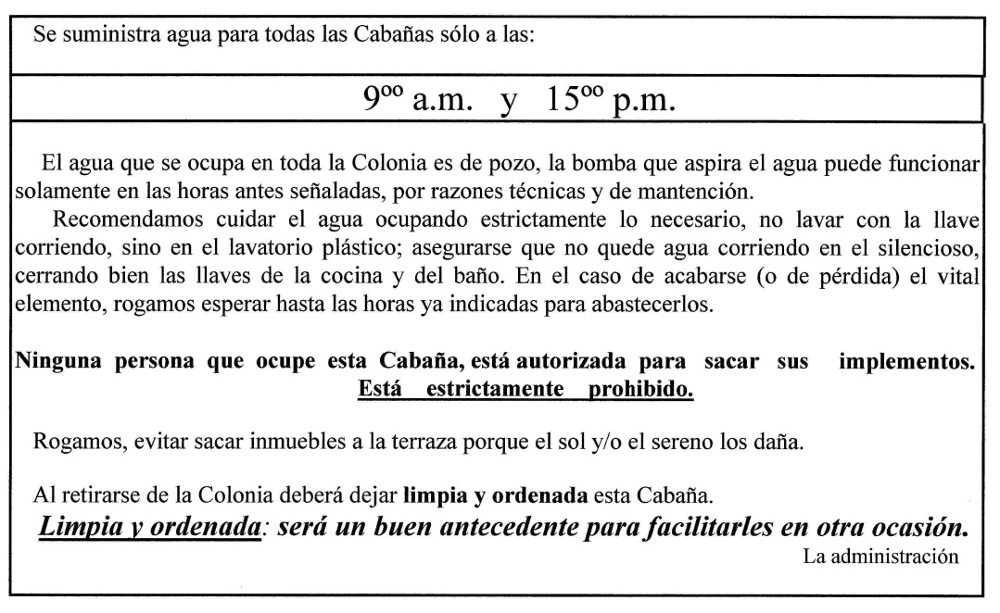 Se suministra agua para todas las Cabañas sólo a las:
9ºº a.m. y 15ºº p.m.
El agua que se ocupa en toda la Colonia es de pozo, la bomba que aspira el agua puede funcionar
solamente en las horas antes señaladas, por razones técnicas y de mantención.
Recomendamos cuidar el agua ocupando estrictamente lo necesario, no lavar con la llave
corriendo, sino en el lavatorio plástico; asegurarse que no quede agua corriendo en el silencioso,
cerrando bien las llaves de la cocina y del baño. En el caso de acabarse (o de pérdida) el vital
elemento, rogamos esperar hasta las horas ya indicadas para abastecerlos.
Ninguna persona que ocupe esta Cabaña, está autorizada para sacar sus implementos.
Está estrictamente prohibido.
Rogamos, evitar sacar inmuebles a la terraza porque el sol y/o el sereno los daña.
Al retirarse de la Colonia deberá dejar limpia y ordenada esta Cabaña.
Limpia y ordenada: será un buen antecedente para facilitarles en otra ocasión.
La administración